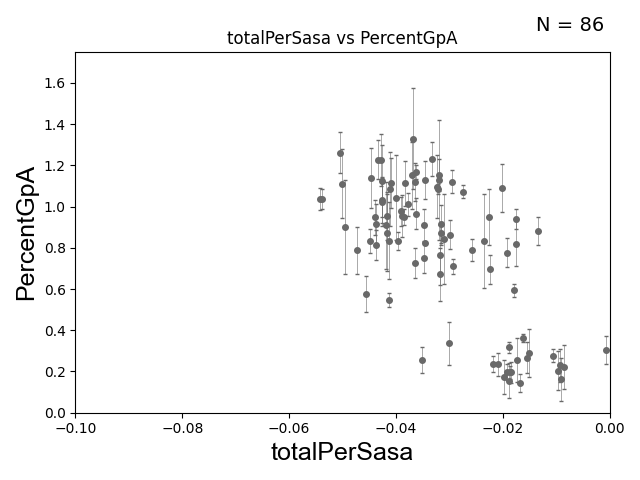 N = 86
totalPerSasa vs PercentGpA
PercentGpA
1.6
1.4
1.2
1.0
0.8
0.6
0.4
0.2
0.0
−0.10 −0.08 −0.06 −0.04 −0.02 0.00
totalPerSasa